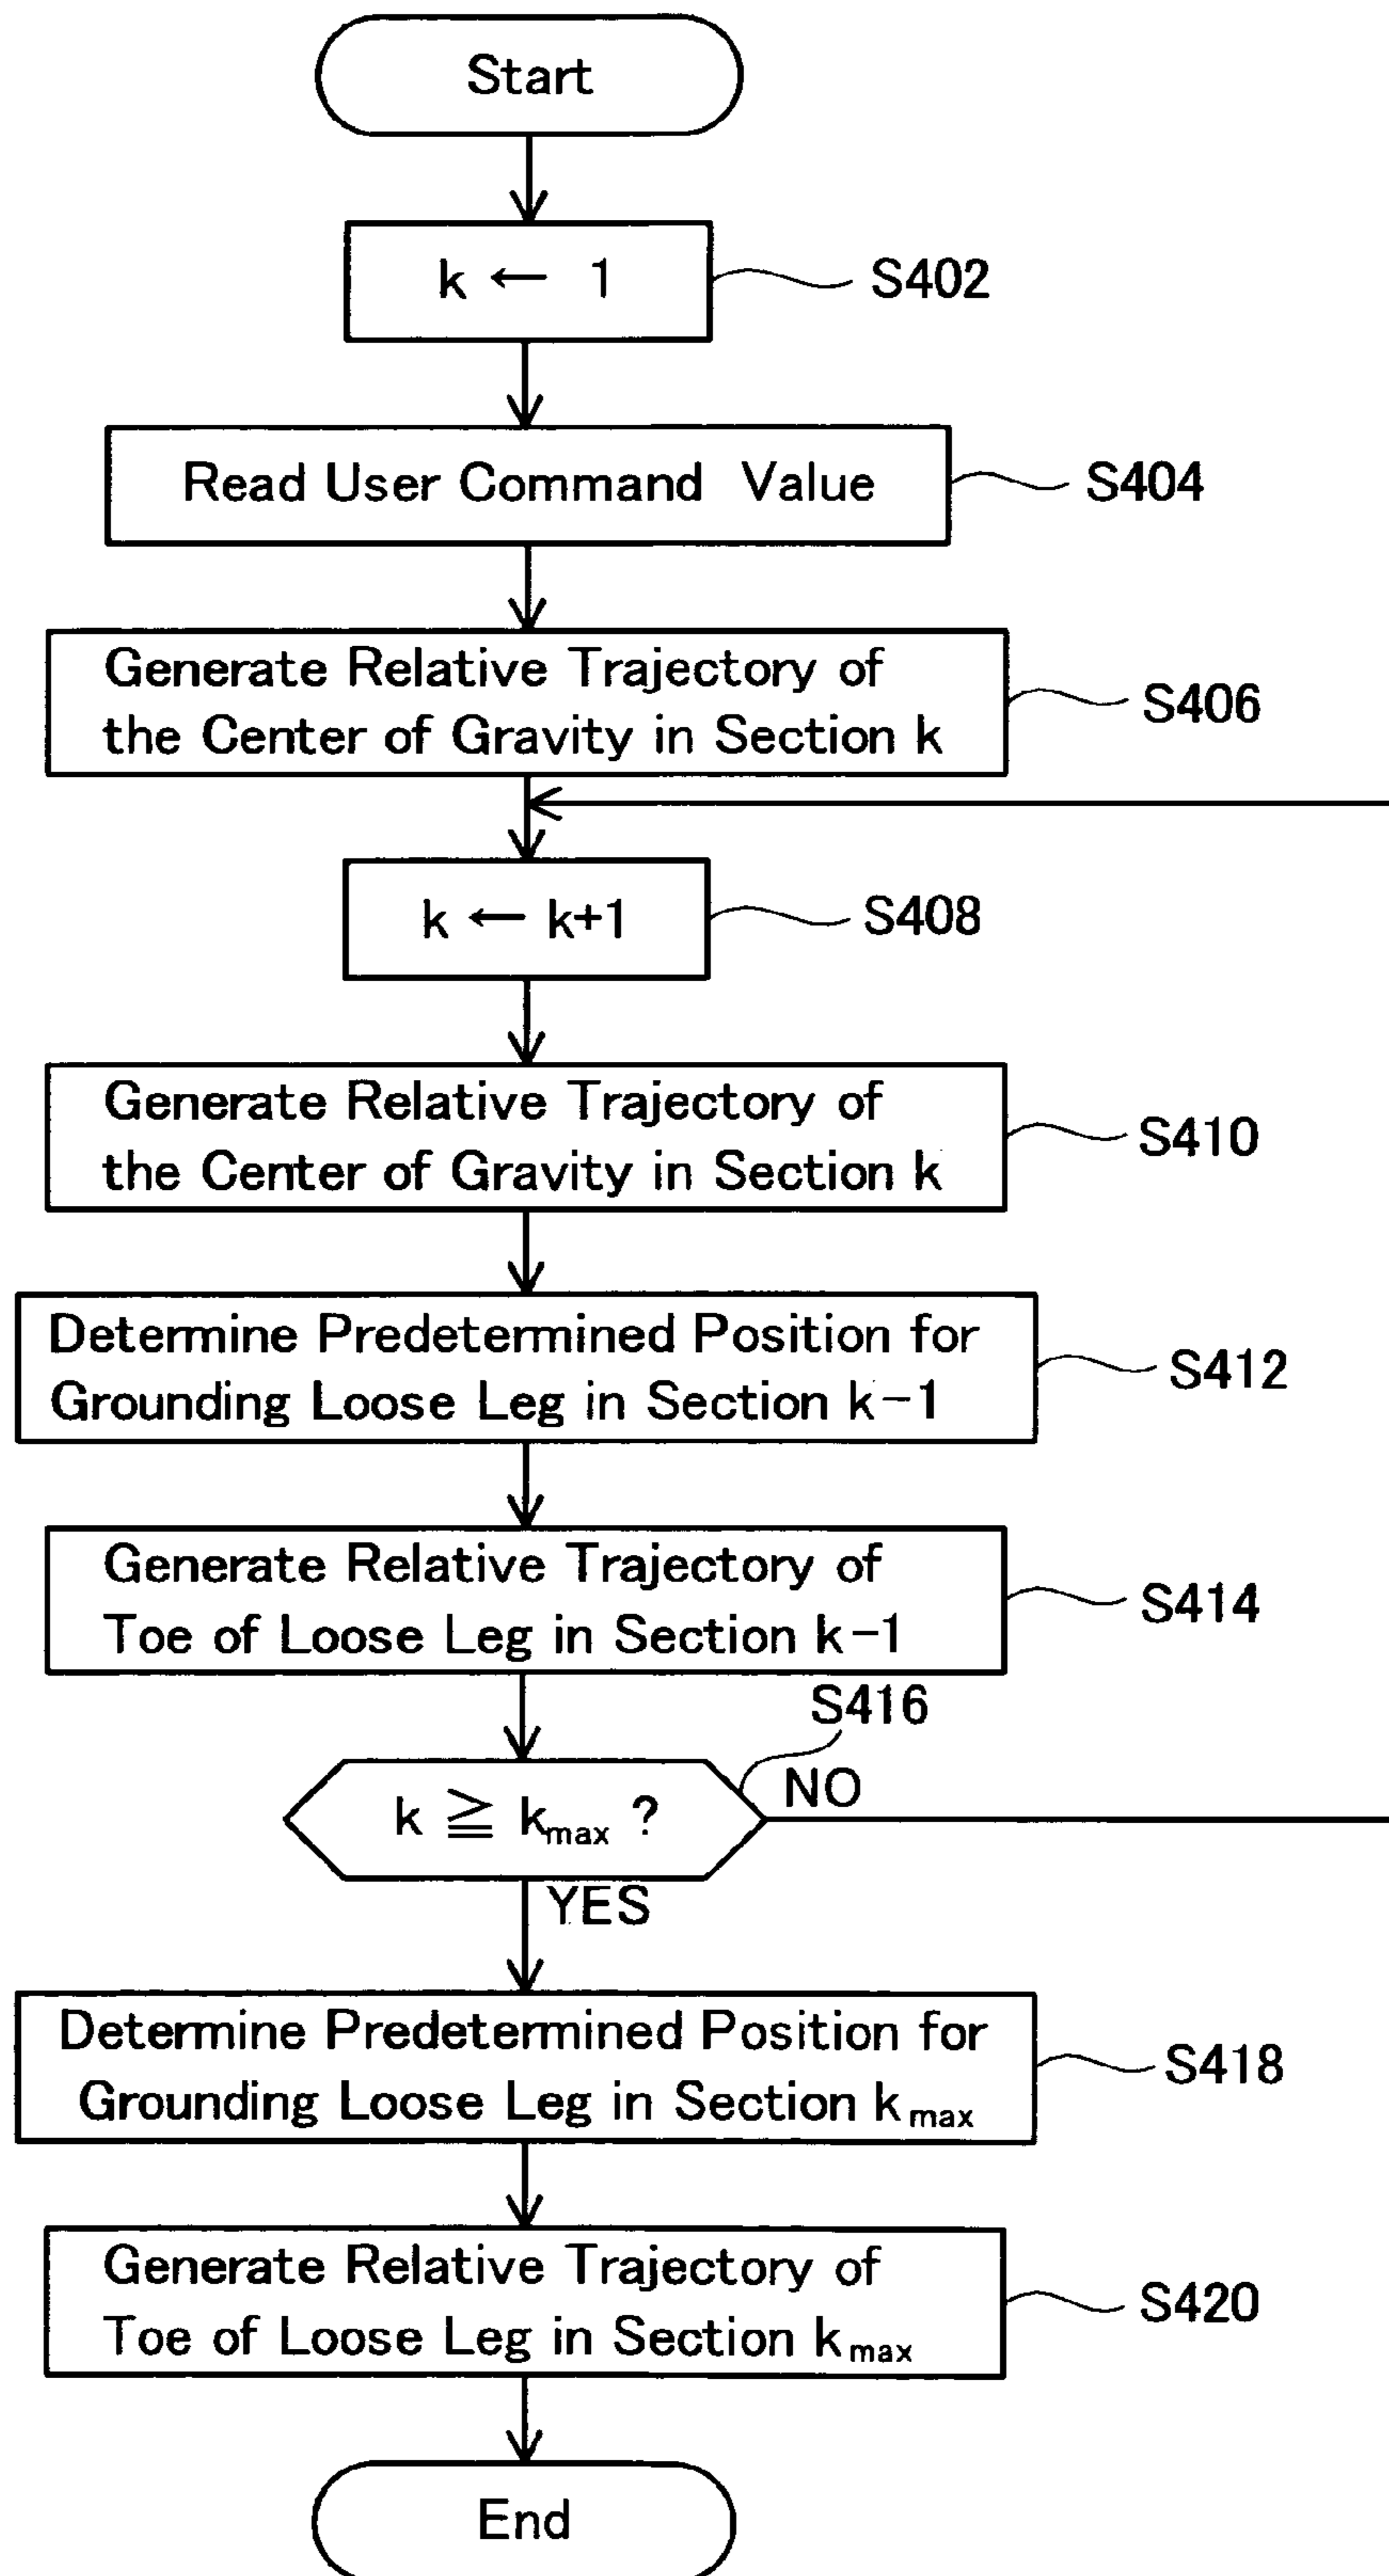 Start
k ← 1
S402
Read User Command Value
S404
Generate Relative Trajectory of
the Center of Gravity in Section k
S406
k ← k+1
S408
Generate Relative Trajectory of
the Center of Gravity in Section k
S410
Determine Predetermined Position for
Grounding Loose Leg in Section k-1
S412
Generate Relative Trajectory of
Toe of Loose Leg in Section k-1
S414
S416
k ≧ kmax ?
NO
YES
Determine Predetermined Position for
Grounding Loose Leg in Section kmax
S418
Generate Relative Trajectory of
Toe of Loose Leg in Section kmax
S420
End